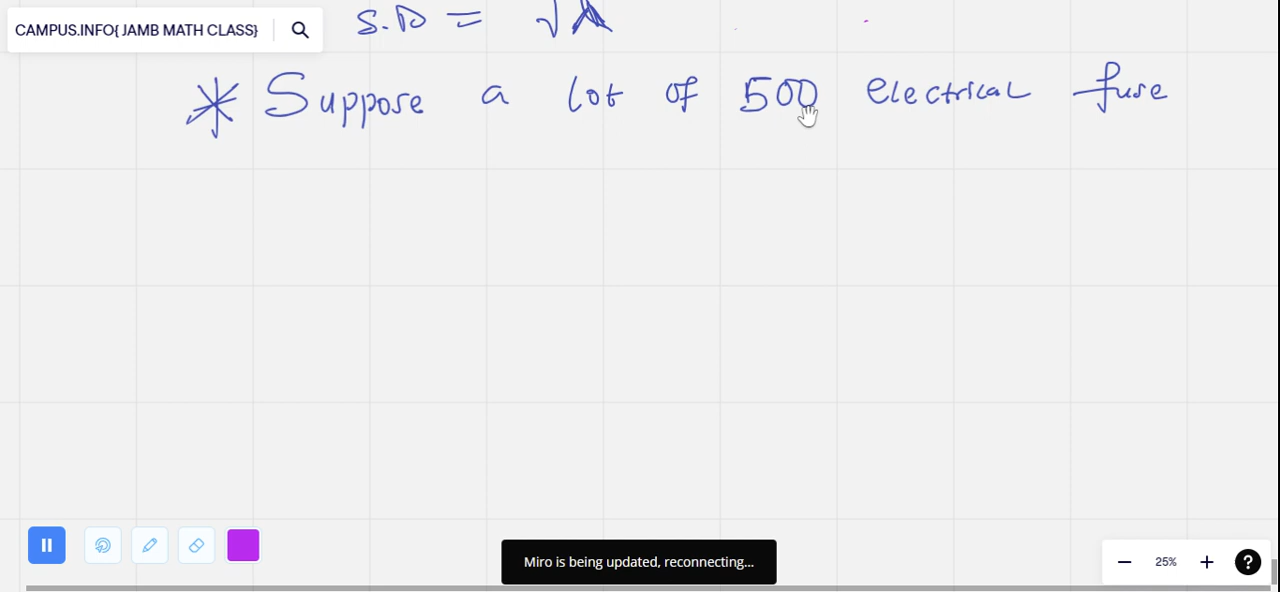 CAMPUS.INFO{ JAMB MATH CLASS}
S.D = √λ
* Suppose a lot of 500 electrical fuse
Miro is being updated, reconnecting...
25%